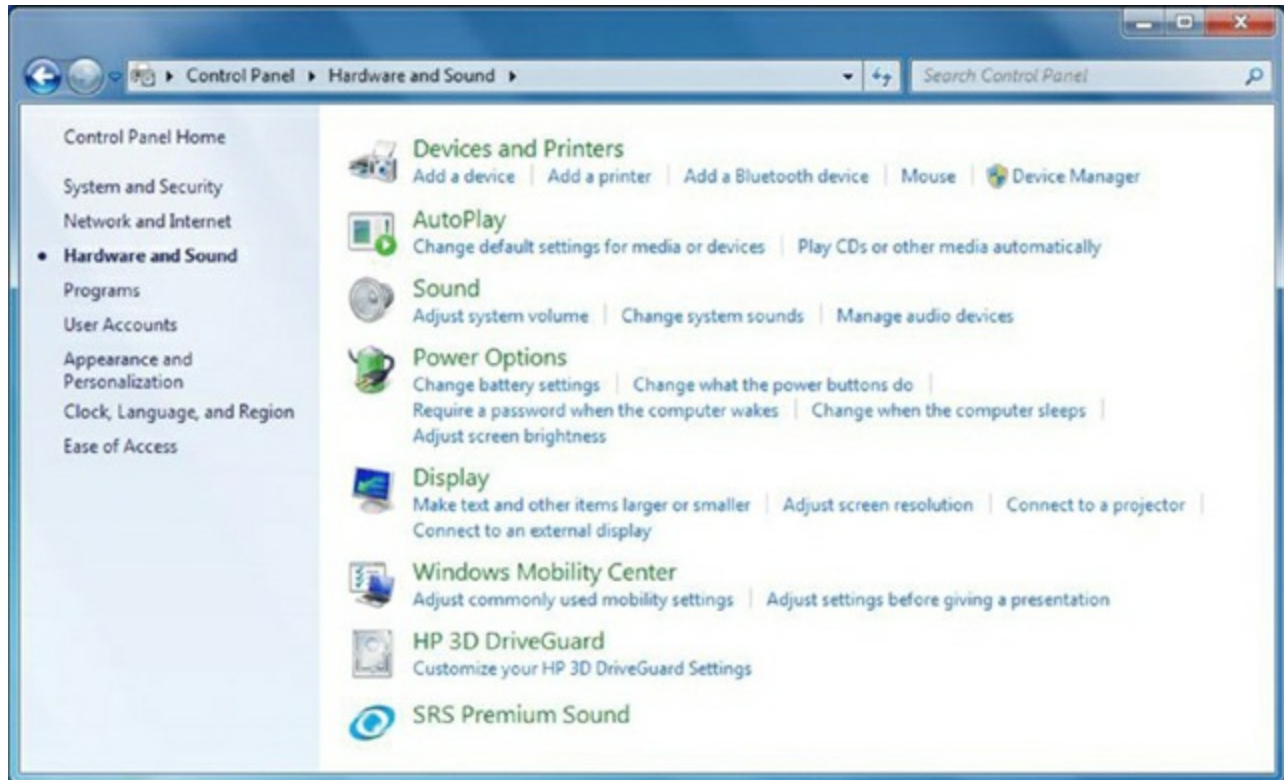 Control Panel Hardware and Sound Search Control Panel
Control Panel Home
System and Security
Network and Internet
Hardware and Sound
Programs
User Accounts
Appearance and
Personalization
Clock, Language, and Region
Ease of Access
Devices and Printers
Add a device Add a printer Add a Bluetooth device Mouse Device Manager
AutoPlay
Change default settings for media or devices Play CDs or other media automatically
Sound
Adjust system volume Change system sounds Manage audio devices
Power Options
Change battery settings Change what the power buttons do
Require a password when the computer wakes Change when the computer sleeps
Adjust screen brightness
Display
Make text and other items larger or smaller Adjust screen resolution Connect to a projector
Connect to an external display
Windows Mobility Center
Adjust commonly used mobility settings Adjust settings before giving a presentation
HP 3D DriveGuard
Customize your HP 3D DriveGuard Settings
SRS Premium Sound